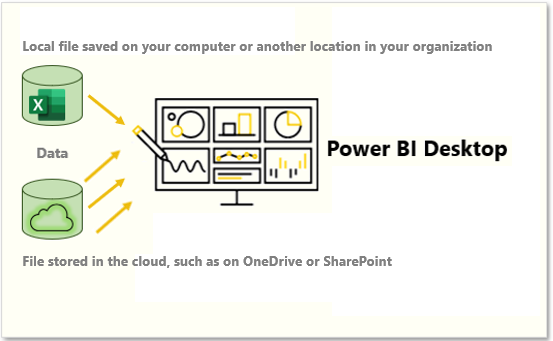 Local file saved on your computer or another location in your organization
X
Data
Power BI Desktop
File stored in the cloud, such as on OneDrive or SharePoint